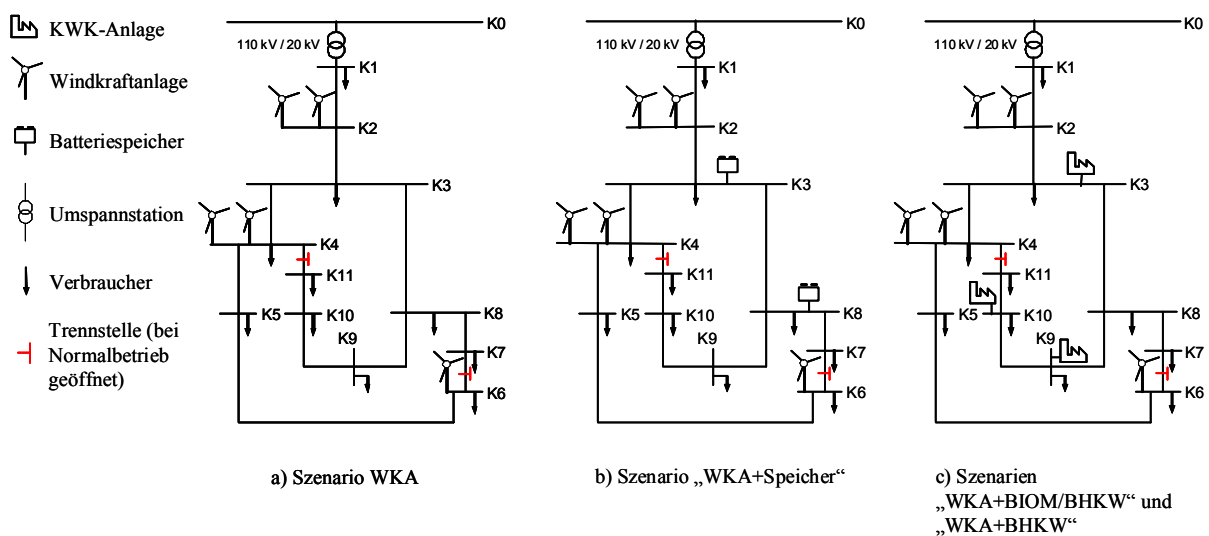 KWK-Anlage
Windkraftanlage
Batteriespeicher
Umspannstation
Verbraucher
Trennstelle (bei
Normalbetrieb
geöffnet)
K0
110 kV / 20 kV
K1
K2
K3
K4
K11
K5
K10
K8
K9
K7
K6
a) Szenario WKA
K0
110 kV / 20 kV
K1
K2
K3
K4
K11
K5
K10
K8
K9
K7
K6
b) Szenario „WKA+Speicher“
K0
110 kV / 20 kV
K1
K2
K3
K4
K11
K5
K10
K8
K9
K7
K6
c) Szenarien
„WKA+BIOM/BHKW“ und
„WKA+BHKW“